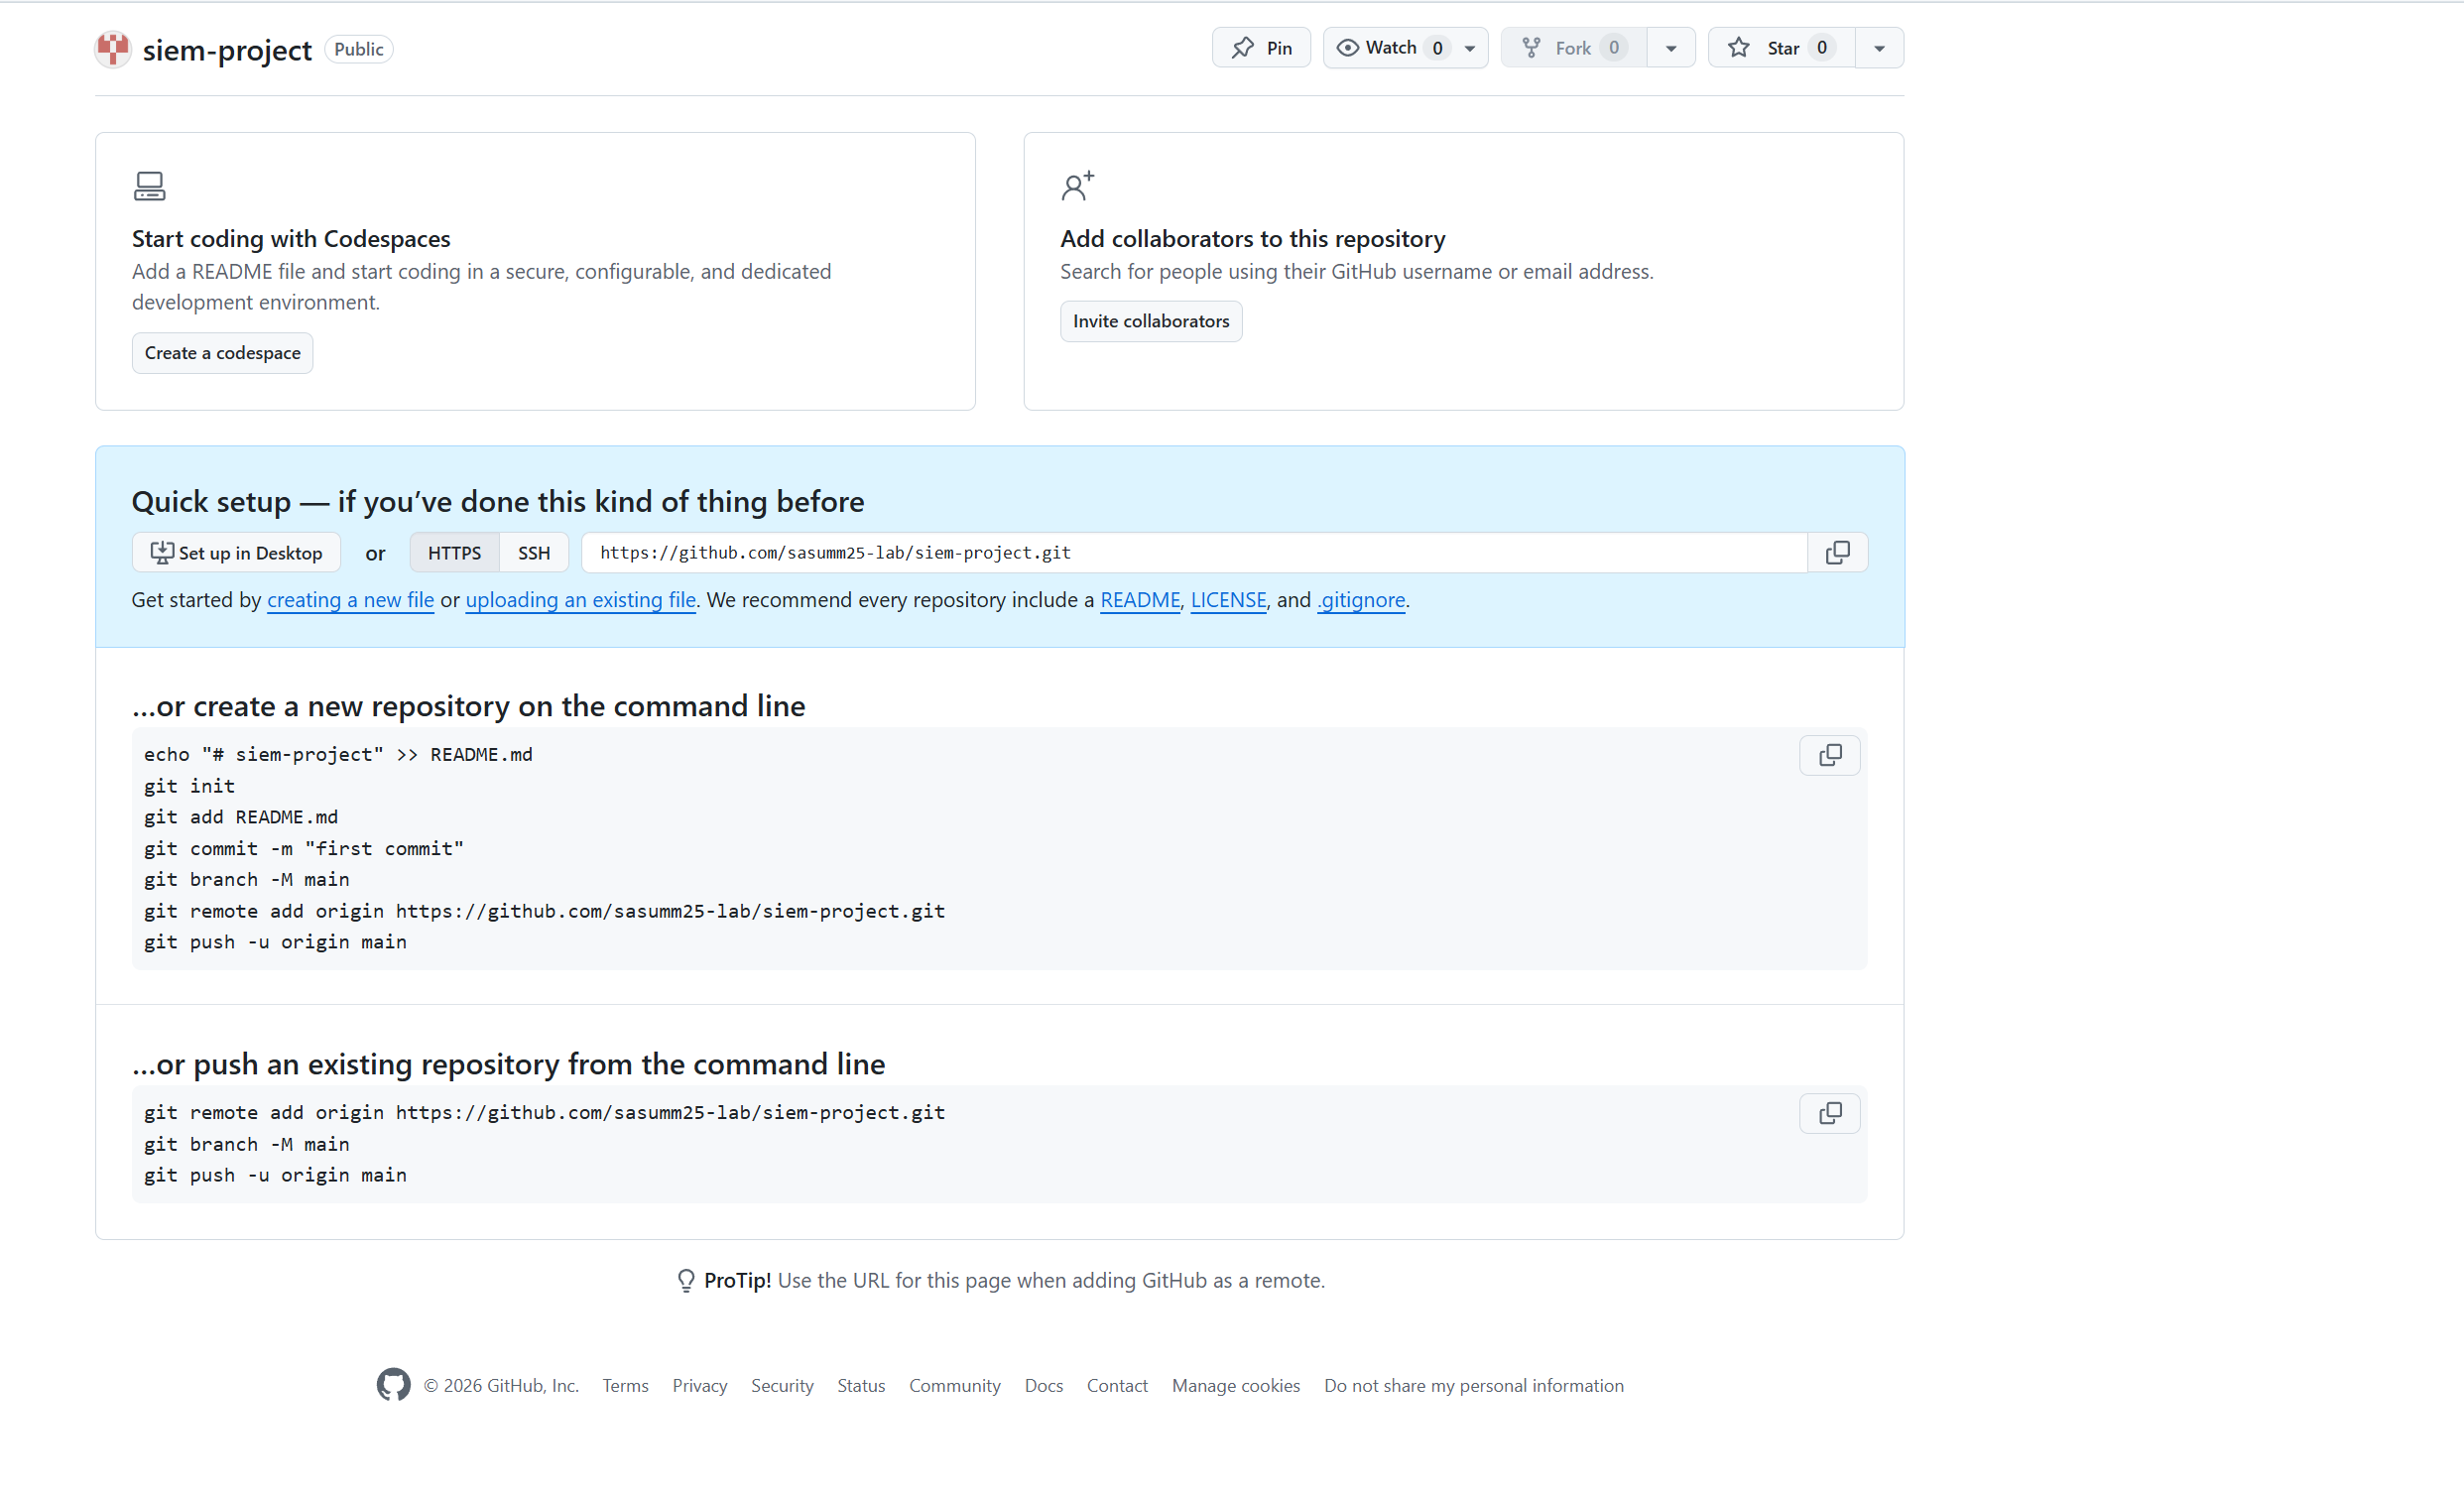 siem-project Public Pin Watch 0 Fork 0 Star 0
Start coding with Codespaces
Add a README file and start coding in a secure, configurable, and dedicated
development environment.
Create a codespace
Add collaborators to this repository
Search for people using their GitHub username or email address.
Invite collaborators
Quick setup — if you’ve done this kind of thing before
Set up in Desktop or HTTPS SSH https://github.com/sasumm25-lab/siem-project.git
Get started by creating a new file or uploading an existing file. We recommend every repository include a README, LICENSE, and .gitignore.
…or create a new repository on the command line
echo "# siem-project" >> README.md
git init
git add README.md
git commit -m "first commit"
git branch -M main
git remote add origin https://github.com/sasumm25-lab/siem-project.git
git push -u origin main
…or push an existing repository from the command line
git remote add origin https://github.com/sasumm25-lab/siem-project.git
git branch -M main
git push -u origin main
ProTip! Use the URL for this page when adding GitHub as a remote.
© 2026 GitHub, Inc. Terms Privacy Security Status Community Docs Contact Manage cookies Do not share my personal information